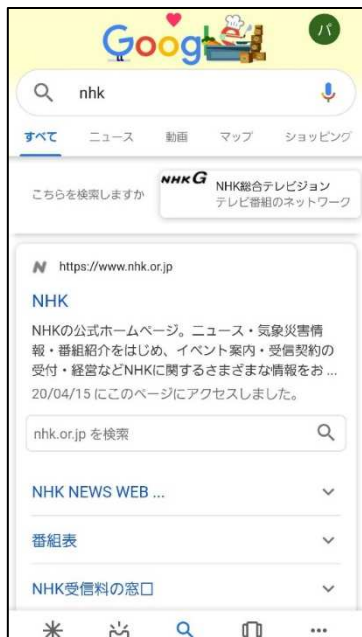 Goog
パ
nhk
すべて ニュース 動画 マップ ショッピング
こちらを検索しますか
NHK G
NHK総合テレビジョン
テレビ番組のネットワーク
N https://www.nhk.or.jp
NHK
NHKの公式ホームページ。ニュース・気象災害情
報・番組紹介をはじめ、イベント案内・受信契約の
受付・経営などNHKに関するさまざまな情報をお ...
20/04/15 にこのページにアクセスしました。
nhk.or.jp を検索
NHK NEWS WEB ...
番組表
NHK受信料の窓口